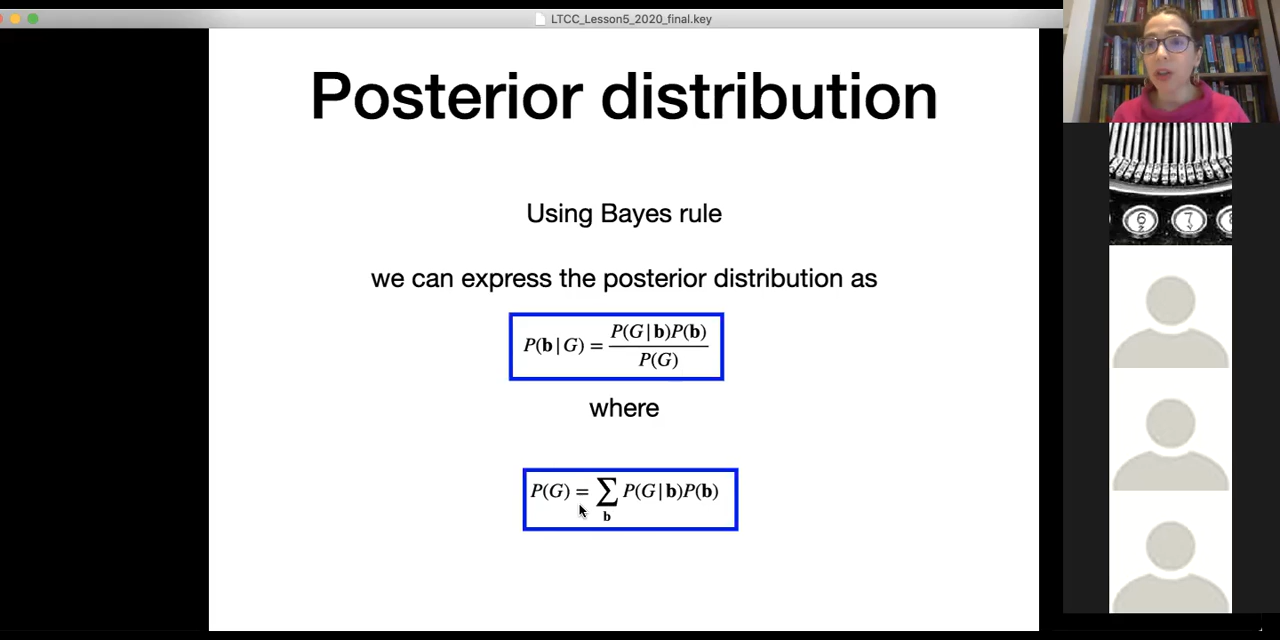 LTCC_Lesson5_2020_final.key
Posterior distribution
Using Bayes rule
we can express the posterior distribution as
P(b|G) = P(G|b)P(b) / P(G)
where
P(G) = ∑_b P(G|b)P(b)
6 7